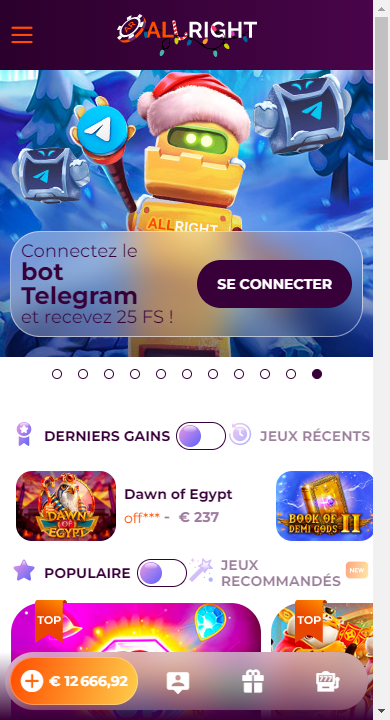 ALLRIGHT
ALLRIGHT
Connectez le
bot
Telegram
et recevez 25 FS !
SE CONNECTER
DERNIERS GAINS
JEUX RÉCENTS
DAWN OF EGYPT
Dawn of Egypt
off*** - € 237
BOOK OF
DEMI GODS II
POPULAIRE
JEUX
RECOMMANDÉS
NEW
TOP
TOP
€ 12 666,92